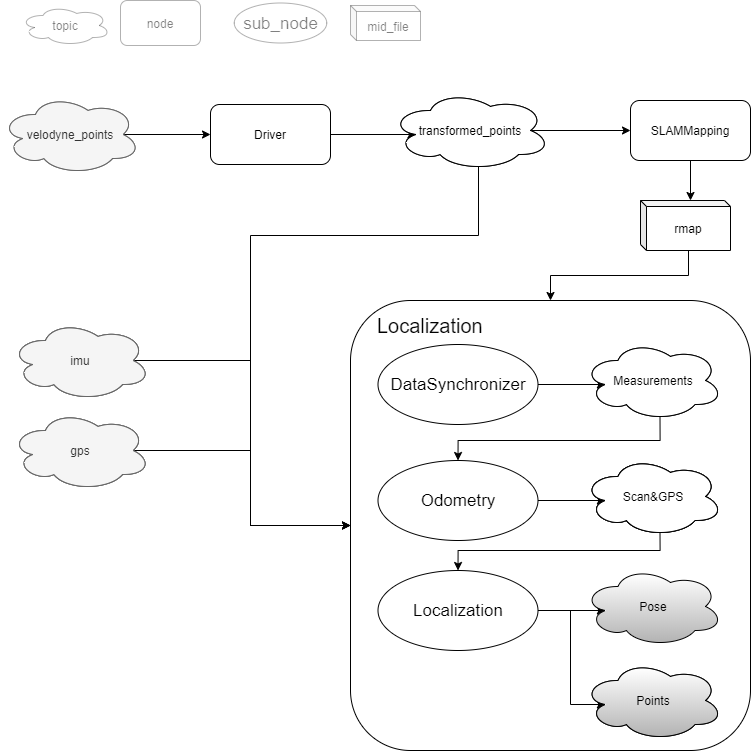 topic
node
sub_node
mid_file
velodyne_points
Driver
transformed_points
SLAMMapping
rmap
Localization
imu
DataSynchronizer
Measurements
gps
Odometry
Scan&GPS
Localization
Pose
Points